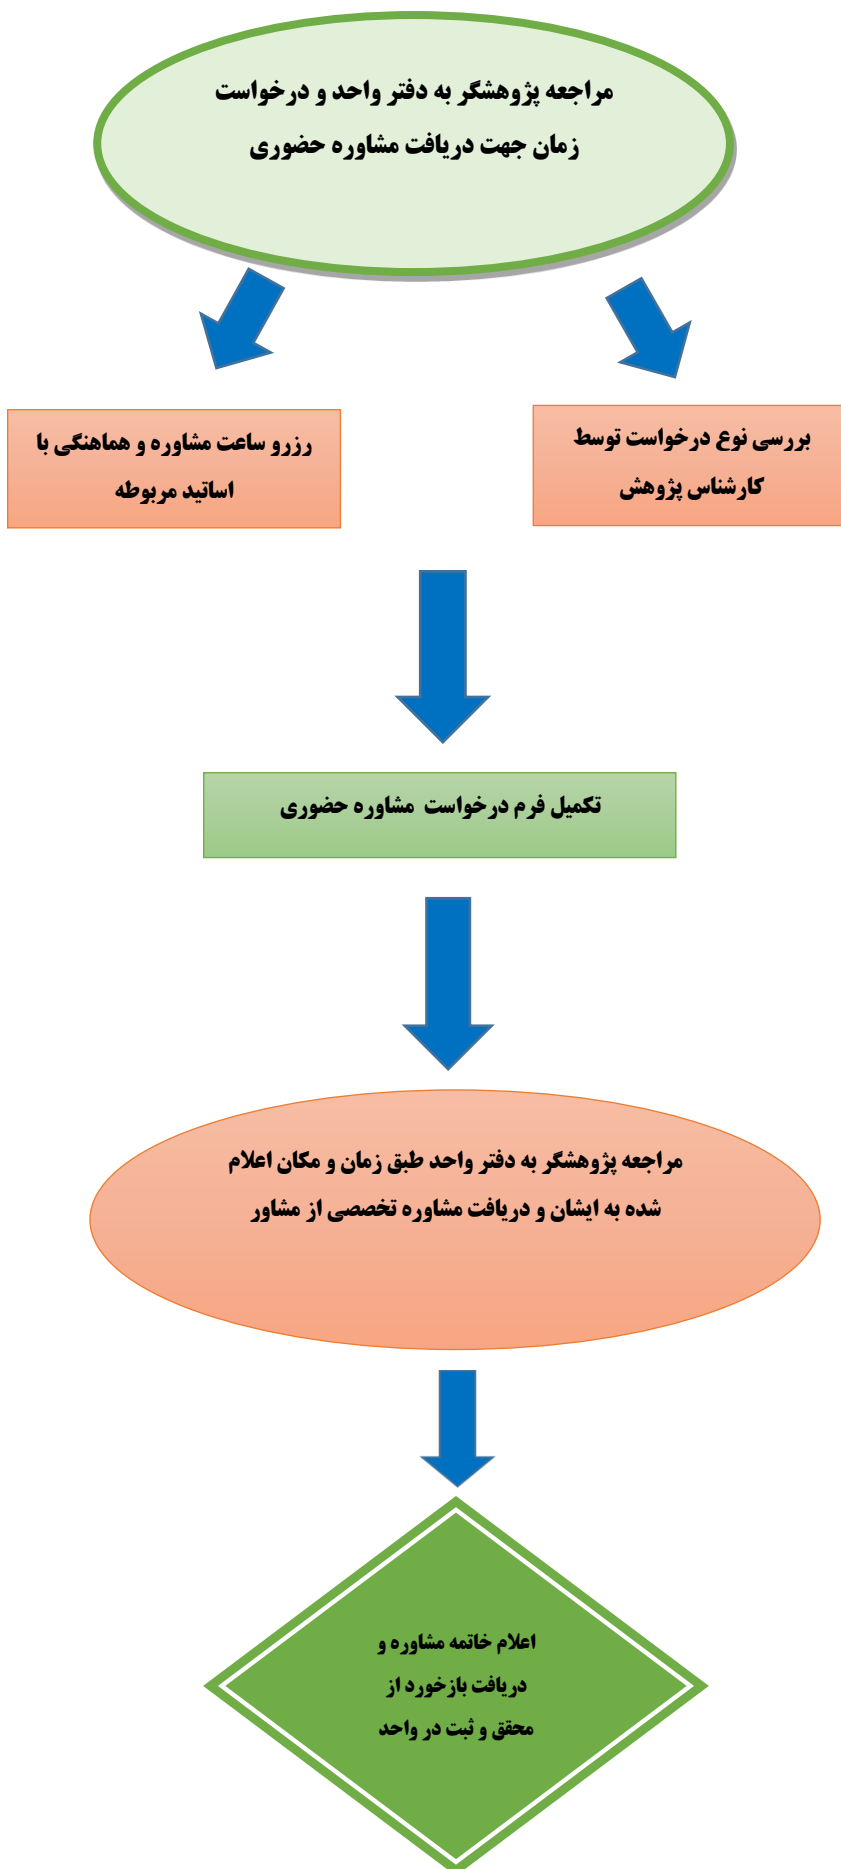 مراجعه پژوهشگر به دفتر واحد و درخواست
زمان جهت دریافت مشاوره حضوری
بررسی نوع درخواست توسط
کارشناس پژوهش
رزرو ساعت مشاوره و هماهنگی با
اساتید مربوطه
تکمیل فرم درخواست مشاوره حضوری
مراجعه پژوهشگر به دفتر واحد طبق زمان و مکان اعلام
شده به ایشان و دریافت مشاوره تخصصی از مشاور
اعلام خاتمه مشاوره و
دریافت بازخورد از
محقق و ثبت در واحد